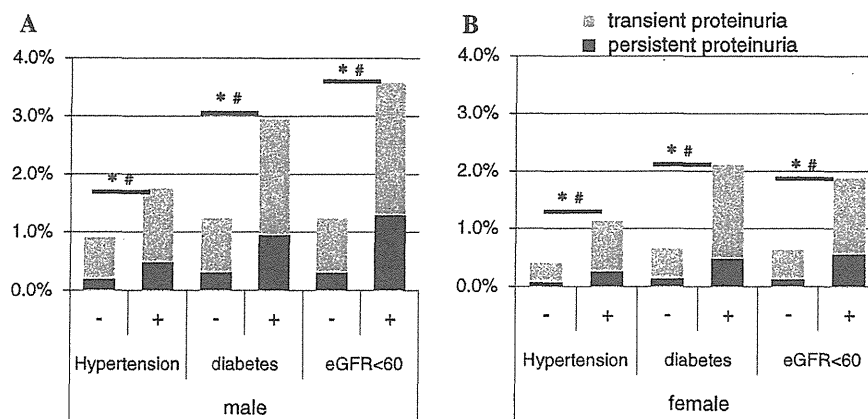 A
B
transient proteinuria
persistent proteinuria
4.0%
3.0%
2.0%
1.0%
0.0%
* #
* #
* #
- + - + - +
Hypertension diabetes eGFR<60
male
4.0%
3.0%
2.0%
1.0%
0.0%
* #
* #
* #
- + - + - +
Hypertension diabetes eGFR<60
female